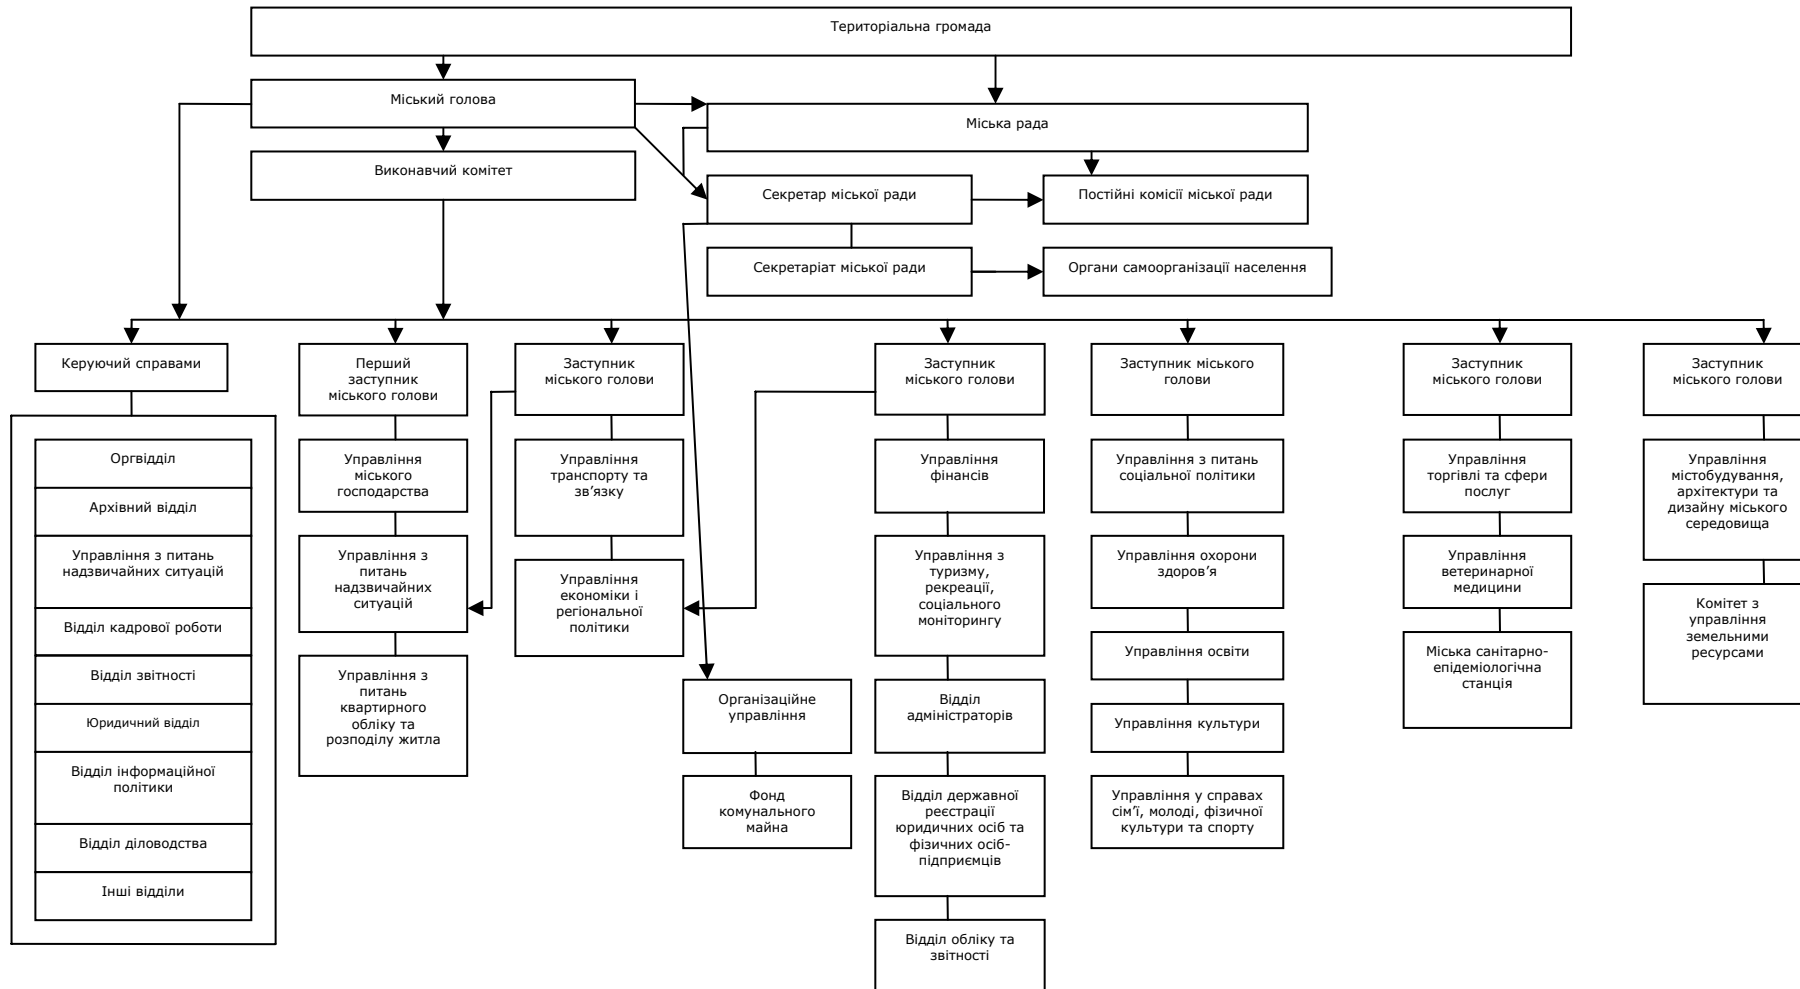 Територіальна громада
Міський голова
Міська рада
Виконавчий комітет
Секретар міської ради
Постійні комісії міської ради
Секретаріат міської ради
Органи самоорганізації населення
Керуючий справами
Оргвідділ
Архівний відділ
Управління з питань
надзвичайних ситуацій
Відділ кадрової роботи
Відділ звітності
Юридичний відділ
Відділ інформаційної
політики
Відділ діловодства
Інші відділи
Перший
заступник
міського голови
Управління
міського
господарства
Управління з
питань
надзвичайних
ситуацій
Управління з
питань
квартирного
обліку та
розподілу житла
Заступник
міського голови
Управління
транспорту та
зв’язку
Управління
економіки і
регіональної
політики
Організаційне
управління
Фонд
комунального
майна
Заступник
міського голови
Управління
фінансів
Управління з
туризму,
рекреації,
соціального
моніторингу
Відділ
адміністраторів
Відділ державної
реєстрації
юридичних осіб та
фізичних осіб-
підприємців
Відділ обліку та
звітності
Заступник міського
голови
Управління з питань
соціальної політики
Управління охорони
здоров’я
Управління освіти
Управління культури
Управління у справах
сім’ї, молоді, фізичної
культури та спорту
Заступник
міського голови
Управління
торгівлі та сфери
послуг
Управління
ветеринарної
медицини
Міська санітарно-
епідеміологічна
станція
Заступник
міського голови
Управління
містобудування,
архітектури та
дизайну міського
середовища
Комітет з
управління
земельними
ресурсами